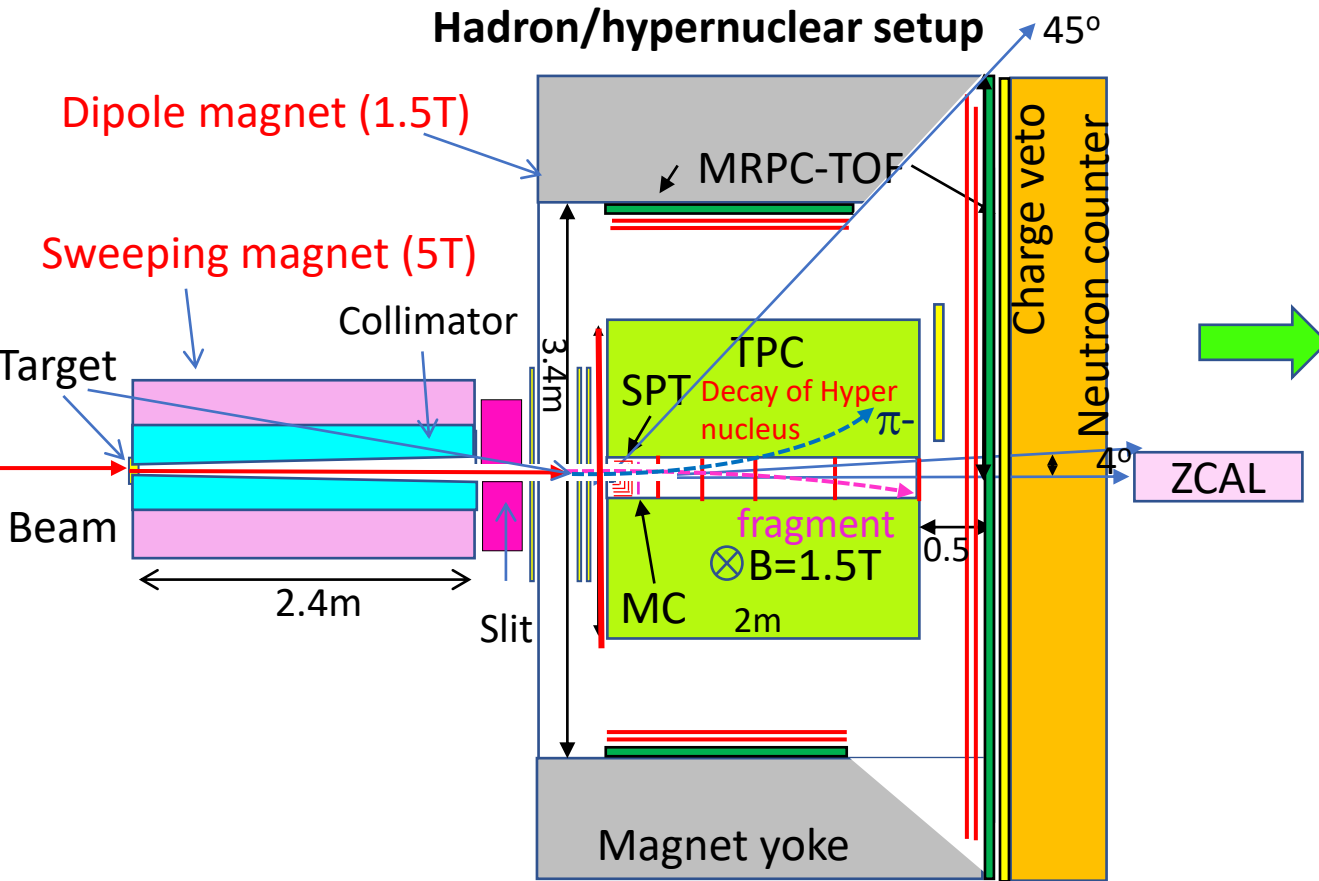 Hadron/hypernuclear setup
45º
Dipole magnet (1.5T)
MRPC-TOF
Charge veto
Neutron counter
Sweeping magnet (5T)
Collimator
3.4m
Target
TPC
SPT
Decay of Hyper
nucleus
π-
4º
ZCAL
Beam
fragment
0.5
⊗B=1.5T
2.4m
Slit
MC
2m
Magnet yoke